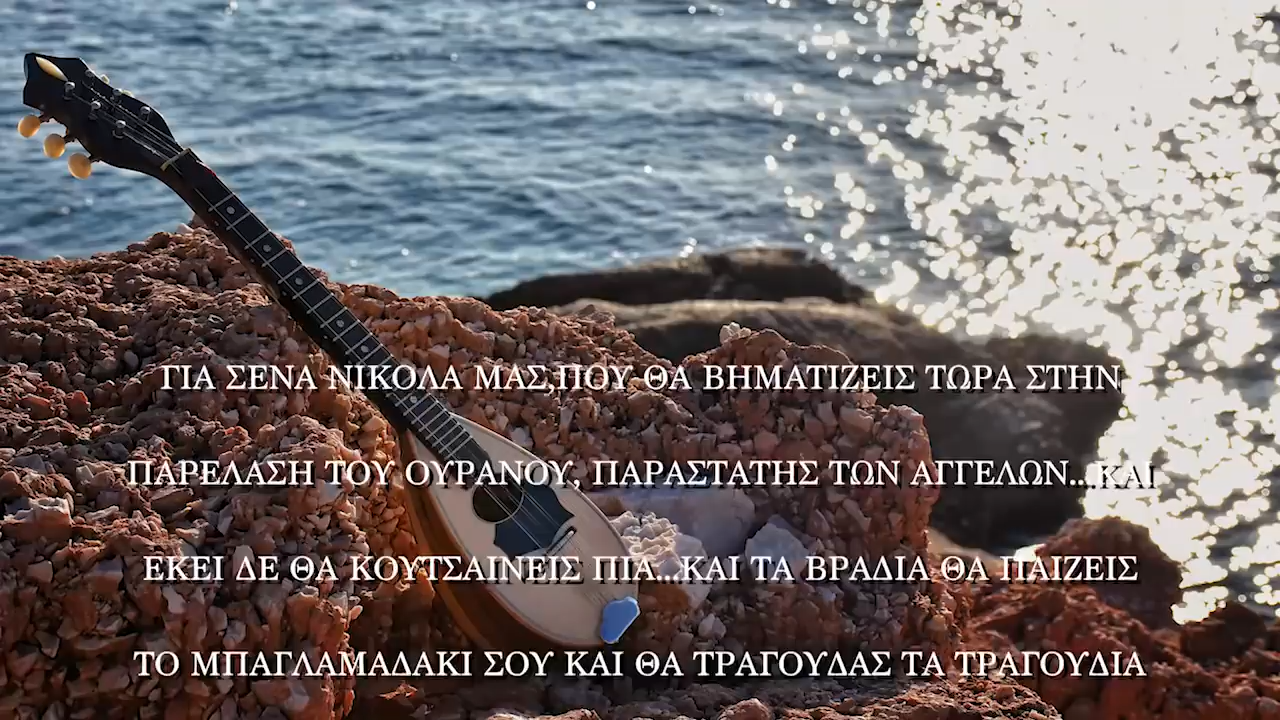 ΓΙΑ ΣΕΝΑ ΝΙΚΟΛΑ ΜΑΣ,ΠΟΥ ΘΑ ΒΗΜΑΤΙΖΕΙΣ ΤΩΡΑ ΣΤΗΝ
ΠΑΡΕΛΑΣΗ ΤΟΥ ΟΥΡΑΝΟΥ, ΠΑΡΑΣΤΑΤΗΣ ΤΩΝ ΑΓΓΕΛΩΝ...ΚΑΙ
ΕΚΕΙ ΔΕ ΘΑ ΚΟΥΤΣΑΙΝΕΙΣ ΠΙΑ...ΚΑΙ ΤΑ ΒΡΑΔΙΑ ΘΑ ΠΑΙΖΕΙΣ
ΤΟ ΜΠΑΓΛΑΜΑΔΑΚΙ ΣΟΥ ΚΑΙ ΘΑ ΤΡΑΓΟΥΔΑΣ ΤΑ ΤΡΑΓΟΥΔΙΑ